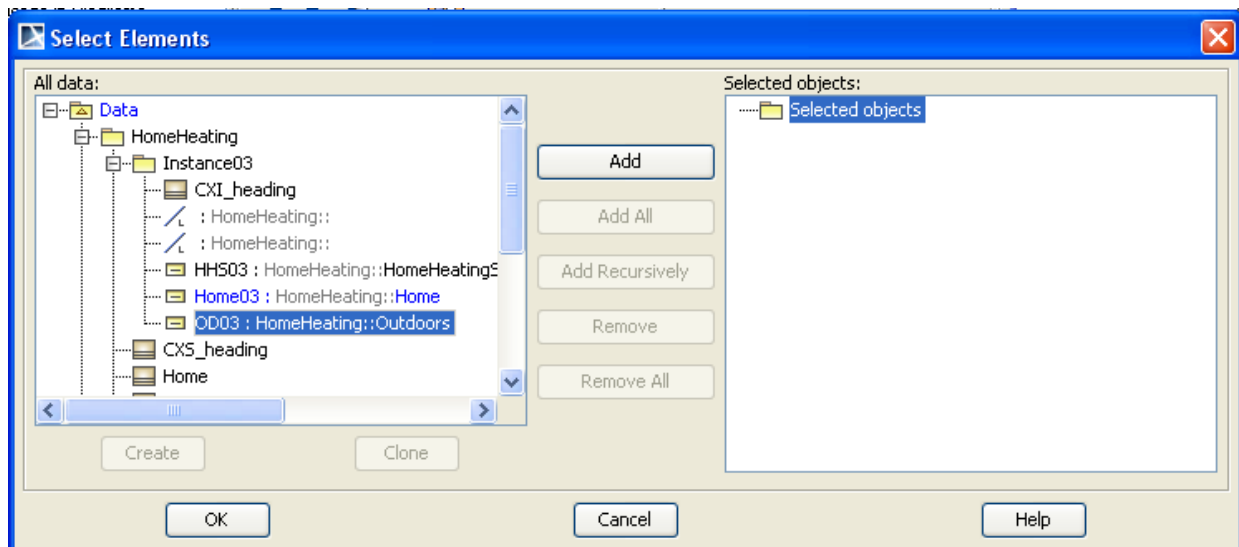 Select Elements
All data:
Data
HomeHeating
Instance03
CXI_heading
: HomeHeating::
: HomeHeating::
HHS03 : HomeHeating::HomeHeatingS
Home03 : HomeHeating::Home
OD03 : HomeHeating::Outdoors
CXS_heading
Home
Create Clone
Add
Add All
Add Recursively
Remove
Remove All
Selected objects:
Selected objects
OK Cancel Help